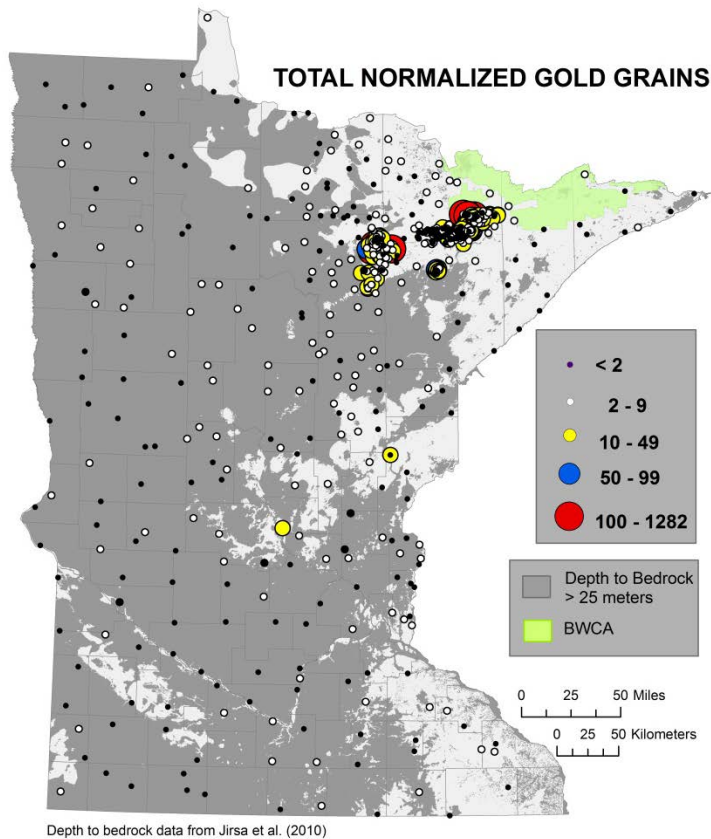 TOTAL NORMALIZED GOLD GRAINS
< 2
2 - 9
10 - 49
50 - 99
100 - 1282
Depth to Bedrock
> 25 meters
BWCA
0 25 50 Miles
0 25 50 Kilometers
Depth to bedrock data from Jirsa et al. (2010)